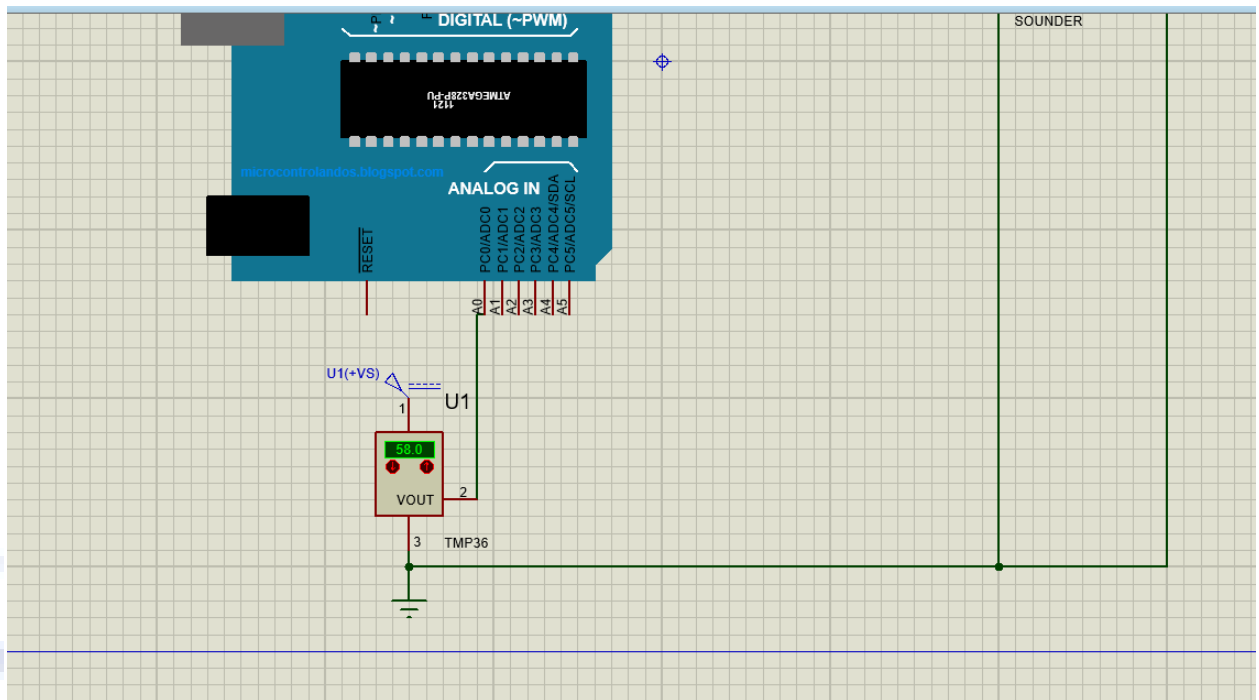 DIGITAL (~PWM)
SOUNDER
~
~
1121
ATMEGA328P-PU
microcontrolandos.blogspot.com
ANALOG IN
RESET
PC0/ADC0
PC1/ADC1
PC2/ADC2
PC3/ADC3
PC4/ADC4/SDA
PC5/ADC5/SCL
A0
A1
A2
A3
A4
A5
U1(+VS)
U1
1
58.0
VOUT
2
3
TMP36